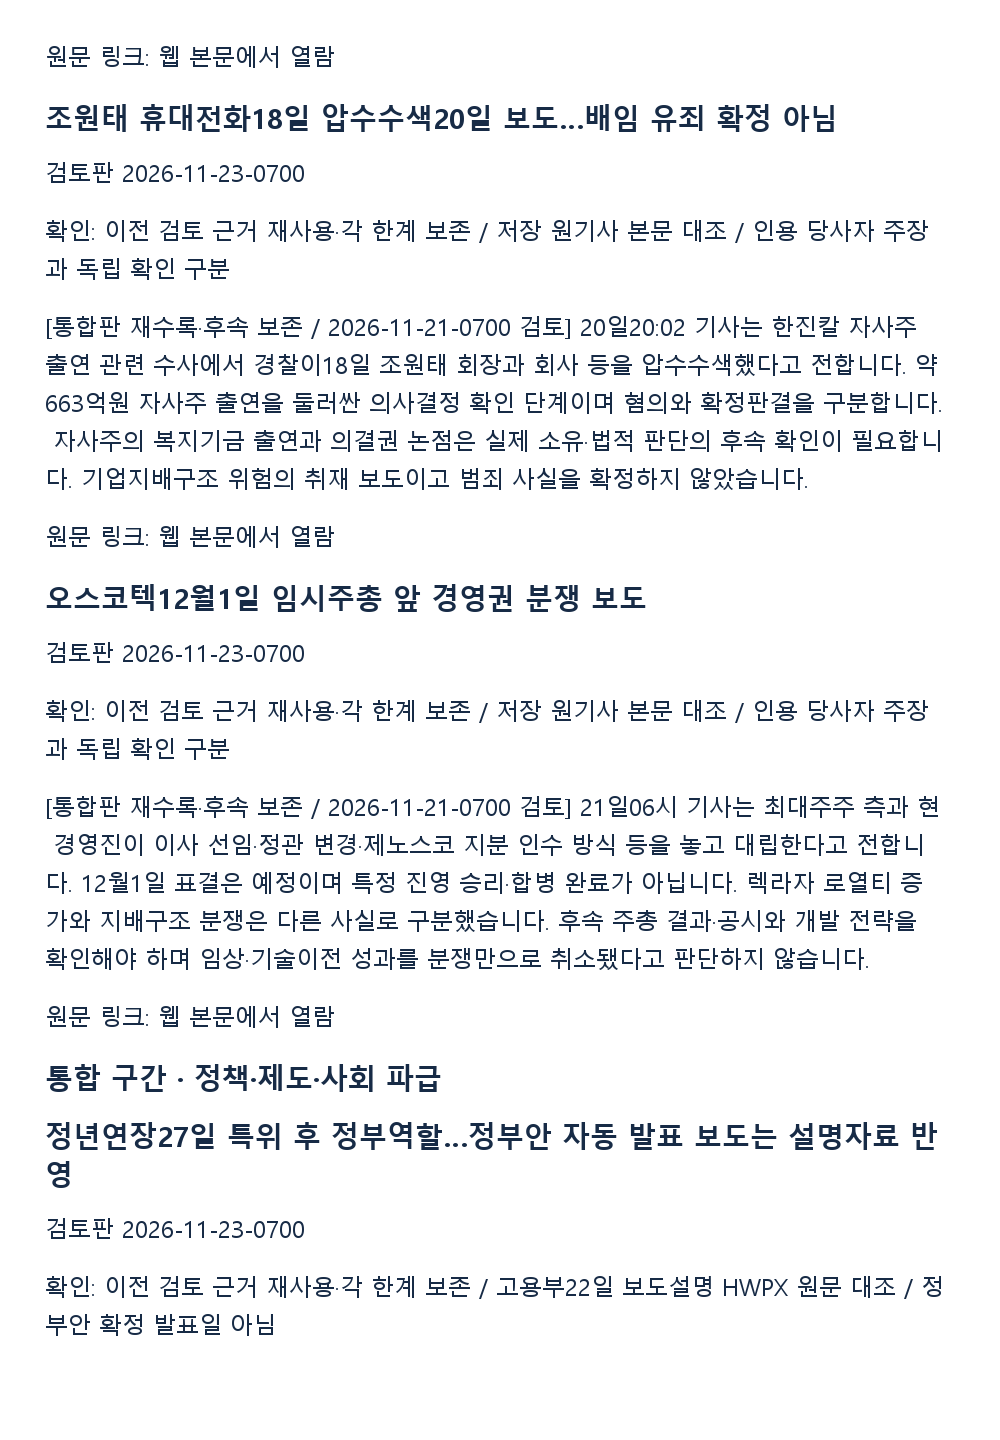 원문 링크: 웹 본문에서 열람
조원태 휴대전화18일 압수수색20일 보도...배임 유죄 확정 아님
검토판 2026-11-23-0700
확인: 이전 검토 근거 재사용·각 한계 보존 / 저장 원기사 본문 대조 / 인용 당사자 주장
과 독립 확인 구분
[통합판 재수록·후속 보존 / 2026-11-21-0700 검토] 20일20:02 기사는 한진칼 자사주
출연 관련 수사에서 경찰이18일 조원태 회장과 회사 등을 압수수색했다고 전합니다. 약
663억원 자사주 출연을 둘러싼 의사결정 확인 단계이며 혐의와 확정판결을 구분합니다.
자사주의 복지기금 출연과 의결권 논점은 실제 소유·법적 판단의 후속 확인이 필요합니
다. 기업지배구조 위험의 취재 보도이고 범죄 사실을 확정하지 않았습니다.
원문 링크: 웹 본문에서 열람
오스코텍12월1일 임시주총 앞 경영권 분쟁 보도
검토판 2026-11-23-0700
확인: 이전 검토 근거 재사용·각 한계 보존 / 저장 원기사 본문 대조 / 인용 당사자 주장
과 독립 확인 구분
[통합판 재수록·후속 보존 / 2026-11-21-0700 검토] 21일06시 기사는 최대주주 측과 현
경영진이 이사 선임·정관 변경·제노스코 지분 인수 방식 등을 놓고 대립한다고 전합니
다. 12월1일 표결은 예정이며 특정 진영 승리·합병 완료가 아닙니다. 렉라자 로열티 증
가와 지배구조 분쟁은 다른 사실로 구분했습니다. 후속 주총 결과·공시와 개발 전략을
확인해야 하며 임상·기술이전 성과를 분쟁만으로 취소됐다고 판단하지 않습니다.
원문 링크: 웹 본문에서 열람
통합 구간 · 정책·제도·사회 파급
정년연장27일 특위 후 정부역할...정부안 자동 발표 보도는 설명자료 반
영
검토판 2026-11-23-0700
확인: 이전 검토 근거 재사용·각 한계 보존 / 고용부22일 보도설명 HWPX 원문 대조 / 정
부안 확정 발표일 아님